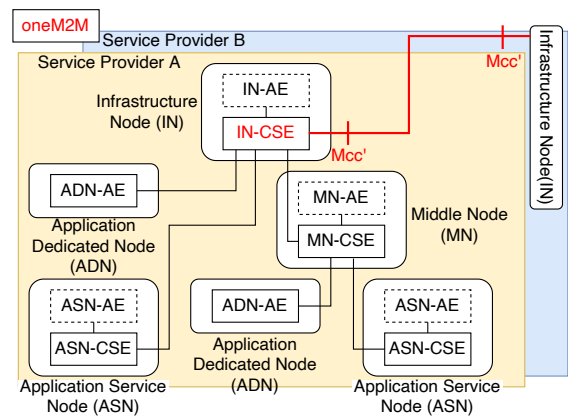 oneM2M
Service Provider B
Service Provider A
Mcc'
Infrastructure
Node(IN)
Infrastructure
Node (IN)
IN-AE
IN-CSE
Mcc'
ADN-AE
Application
Dedicated Node
(ADN)
MN-AE
MN-CSE
Middle Node
(MN)
ASN-AE
ASN-CSE
Application Service
Node (ASN)
ADN-AE
Application
Dedicated Node
(ADN)
ASN-AE
ASN-CSE
Application Service
Node (ASN)